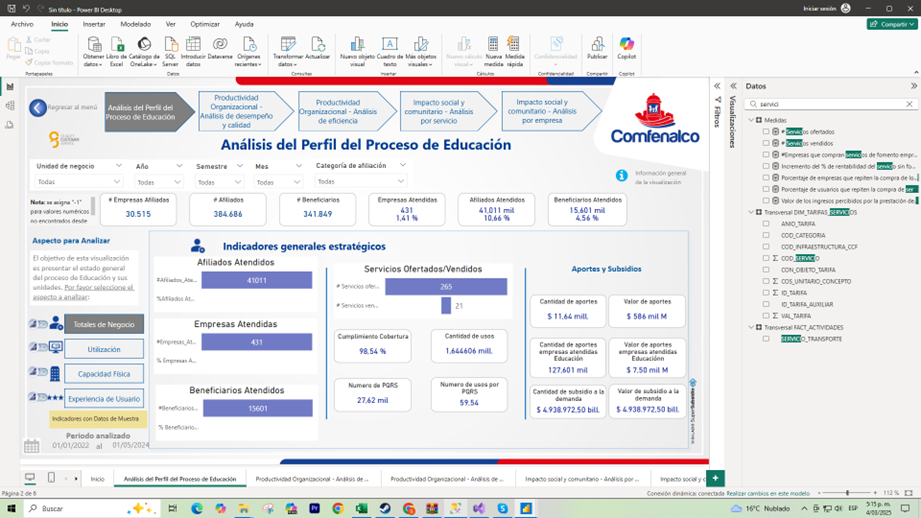 Sin título - Power BI Desktop
Iniciar sesión
Archivo Inicio Insertar Modelado Ver Optimizar Ayuda
Compartir
Pegar
Cortar
Copiar
Copiar formato
Obtener datos
Libro de Excel
Catálogo de OneLake
SQL Server
Introducir datos
Dataverse
Orígenes recientes
Transformar datos
Actualizar
Nuevo objeto visual
Cuadro de texto
Más objetos visuales
Nuevo cálculo visual
Nueva medida
Medida rápida
Confidencialidad
Publicar
Copilot
Portapapeles
Datos
Consultas
Insertar
Cálculos
Confidencialidad
Compartir
Copilot
Regresar al menú
Análisis del Perfil del Proceso de Educación
Productividad Organizacional - Análisis de desempeño y calidad
Productividad Organizacional - Análisis de eficiencia
Impacto social y comunitario - Análisis por servicio
Impacto social y comunitario - Análisis por empresa
Comfenalco
Análisis del Perfil del Proceso de Educación
Unidad de negocio
Todas
Año
Todas
Semestre
Todas
Mes
Todas
Categoría de afiliación
Todas
Información general de la visualización
Nota: se asigna "-1" para valores numéricos no encontrados desde
# Empresas Afiliadas
30.515
# Afiliados
384.686
# Beneficiarios
341.849
Empresas Atendidas
431
1,41 %
Afiliados Atendidos
41,011 mil
10,66 %
Beneficiarios Atendidos
15,601 mil
4,56 %
Aspecto para Analizar
El objetivo de esta visualización es presentar el estado general del proceso de Educación y sus unidades. Por favor seleccione el aspecto a analizar:
Totales de Negocio
Utilización
Capacidad Física
Experiencia de Usuario
Indicadores con Datos de Muestra
Periodo analizado
01/01/2022 al 01/05/2024
Indicadores generales estratégicos
Afiliados Atendidos
#Afiliados_Ate...
41011
%Afiliados At...
Empresas Atendidas
#Empresas_At...
431
% Empresas A...
Beneficiarios Atendidos
#Beneficiarios...
15601
% Beneficiario...
Servicios Ofertados/Vendidos
# Servicios ofer...
265
# Servicios ven...
21
Cumplimiento Cobertura
98,54 %
Cantidad de usos
1,644606 mill.
Numero de PQRS
27,62 mil
Numero de usos por PQRS
59,54
Aportes y Subsidios
Cantidad de aportes
$ 11,64 mill.
Valor de aportes
$ 586 mil M
Cantidad de aportes empresas atendidas Educación
127,601 mil
Valor de aportes empresas atendidas Educación
$ 7,50 mil M
Cantidad de subsidio a la demanda
$ 4.938.972,50 bill.
Valor de subsidio a la demanda
$ 4.938.972,50 bill.
Filtros
Visualizaciones
Datos
servici
Medidas
# Servicios ofertados
#Servicios vendidos
#Empresas que compran servicios de fomento emp...
Incremento del % de rentabilidad del servicio sin fo...
Porcentaje de empresas que repiten la compra de lo...
Porcentaje de usuarios que repiten la compra de ser
Valor de los ingresos percibidos por la prestación de...
Transversal DIM_TARIFAS_SERVICIOS
ANIO_TARIFA
COD_CATEGORIA
COD_INFRAESTRUCTURA_CCF
COD_SERVICIO
CON_OBJETO_TARIFA
COS_UNITARIO_CONCEPTO
ID_TARIFA
ID_TARIFA_AUXILIAR
VAL_TARIFA
Transversal FACT_ACTIVIDADES
SERVICIO_TRANSPORTE
Inicio
Análisis del Perfil del Proceso de Educación
Productividad Organizacional - Análisis de ...
Productividad Organizacional - Análisis de ...
Impacto social y comunitario - Análisis por ...
Impacto social y c
Página 2 de 8
Conexión dinámica: conectada Realizar cambios en este modelo
112 %
Buscar
16°C Nublado
ESP
5:15 p. m.
4/03/2025